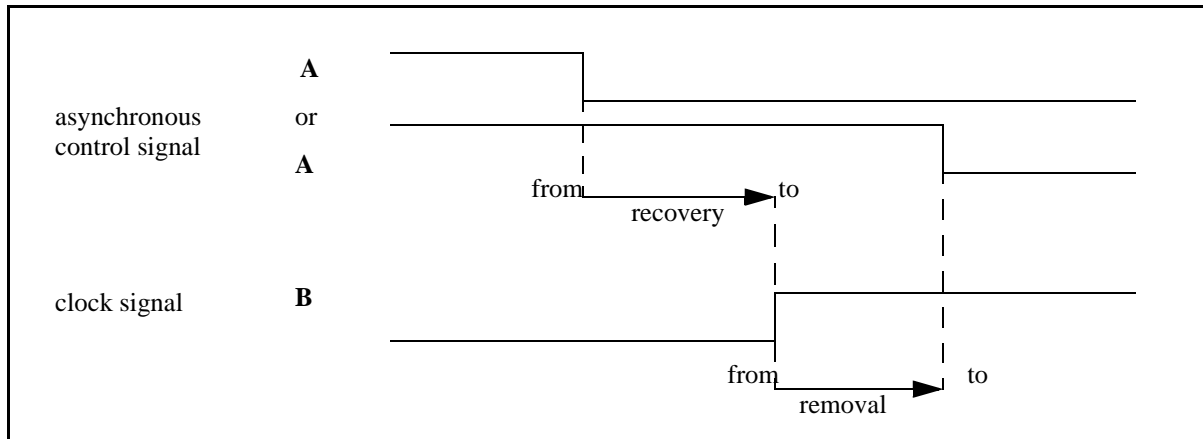 A
asynchronous
control signal
or
A
from
to
recovery
clock signal
B
from
to
removal